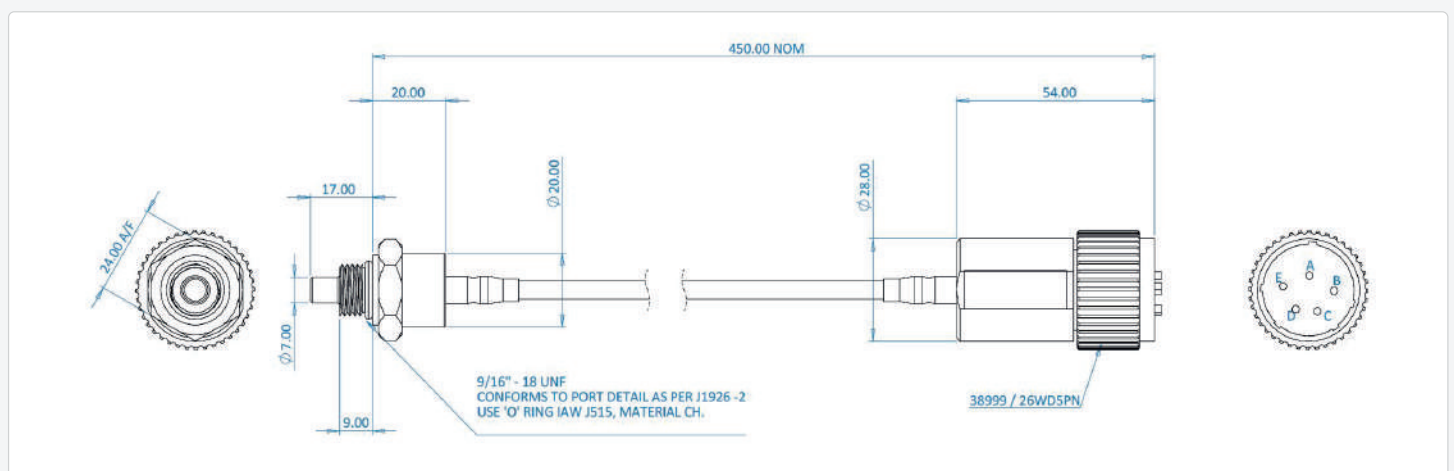 450.00 NOM
20.00
54.00
17.00
∅ 20.00
∅ 28.00
24.00 A/F
∅ 7.00
A
E
B
D
C
9/16" - 18 UNF
CONFORMS TO PORT DETAIL AS PER J1926 -2
USE 'O' RING IAW J515, MATERIAL CH.
38999 / 26WD5PN
9.00